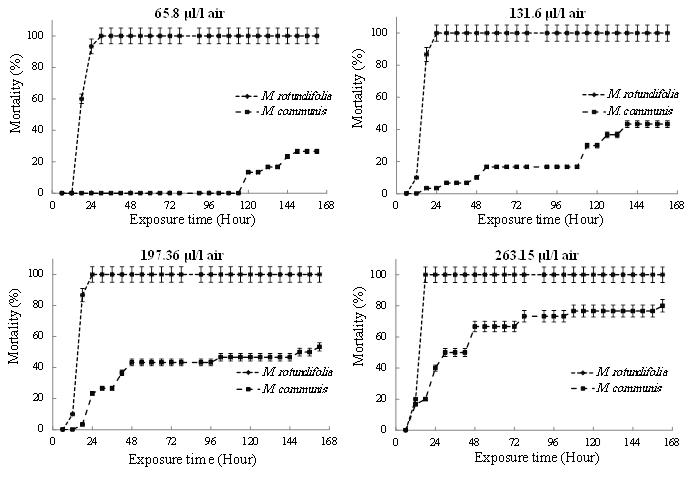 65.8 µl/l air
Mortality (%)
100
80
60
40
20
0
M. rotundifolia
M. communis
0 24 48 72 96 120 144 168
Exposure time (Hour)
131.6 µl/l air
Mortality (%)
100
80
60
40
20
0
M. rotundifolia
M. communis
0 24 48 72 96 120 144 168
Exposure time (Hour)
197.36 µl/l air
Mortality (%)
100
80
60
40
20
0
M. rotundifolia
M. communis
0 24 48 72 96 120 144 168
Exposure time (Hour)
263.15 µl/l air
Mortality (%)
100
80
60
40
20
0
M. rotundifolia
M. communis
0 24 48 72 96 120 144 168
Exposure time (Hour)